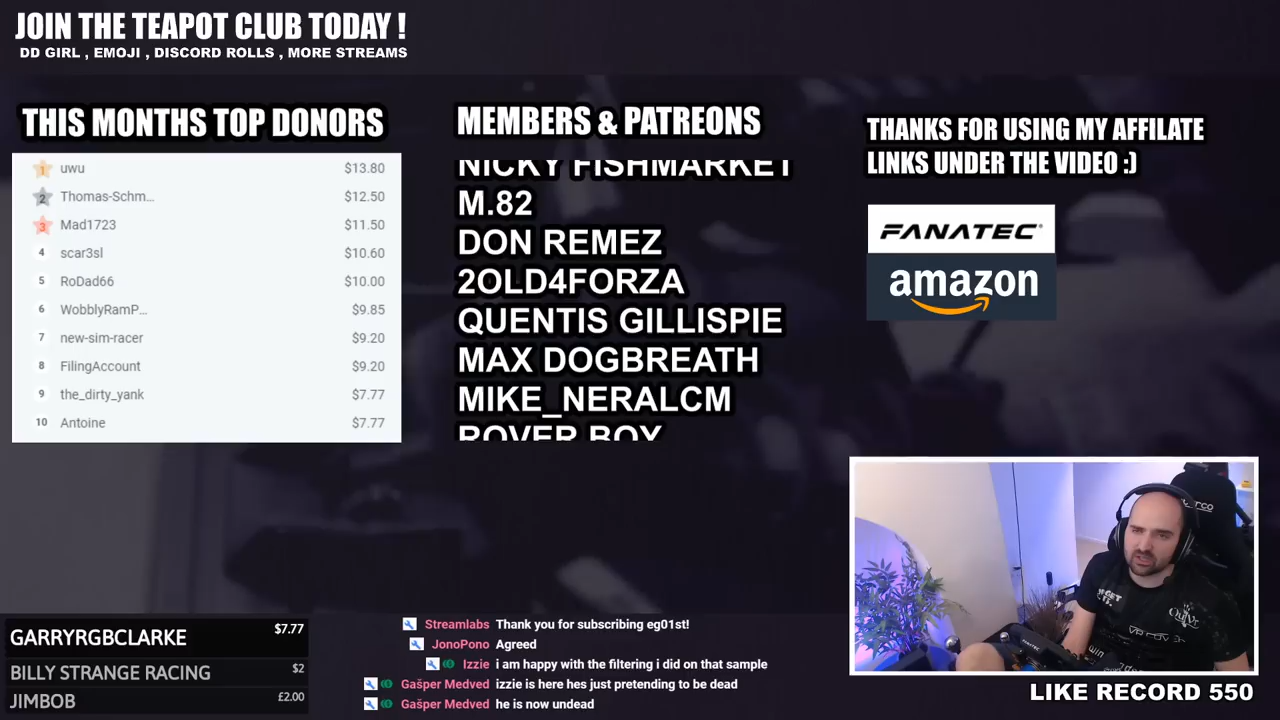 JOIN THE TEAPOT CLUB TODAY !
DD GIRL , EMOJI , DISCORD ROLLS , MORE STREAMS
THIS MONTHS TOP DONORS
1 uwu $13.80
2 Thomas-Schm... $12.50
3 Mad1723 $11.50
4 scar3sl $10.60
5 RoDad66 $10.00
6 WobblyRamP... $9.85
7 new-sim-racer $9.20
8 FilingAccount $9.20
9 the_dirty_yank $7.77
10 Antoine $7.77
MEMBERS & PATREONS
NICKY FISHMARKET
M.82
DON REMEZ
2OLD4FORZA
QUENTIS GILLISPIE
MAX DOGBREATH
MIKE_NERALCM
ROVER BOY
THANKS FOR USING MY AFFILATE
LINKS UNDER THE VIDEO :)
FANATEC
amazon
GARRYRGBCLARKE $7.77
BILLY STRANGE RACING $2
JIMBOB £2.00
Streamlabs Thank you for subscribing eg01st!
JonoPono Agreed
Izzie i am happy with the filtering i did on that sample
Gašper Medved izzie is here hes just pretending to be dead
Gašper Medved he is now undead
LIKE RECORD 550